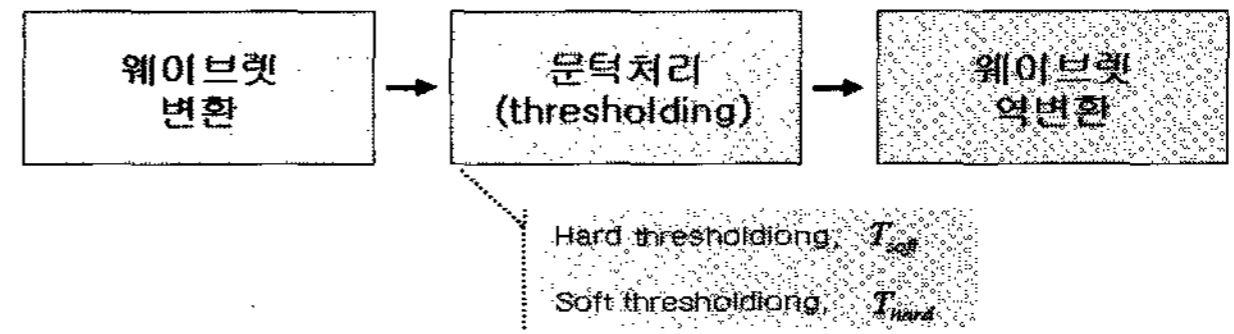 웨이브렛
변환
문턱처리
(thresholding)
웨이브렛
역변환
Hard thresholdiong, T_soft
Soft thresholdiong, T_hard